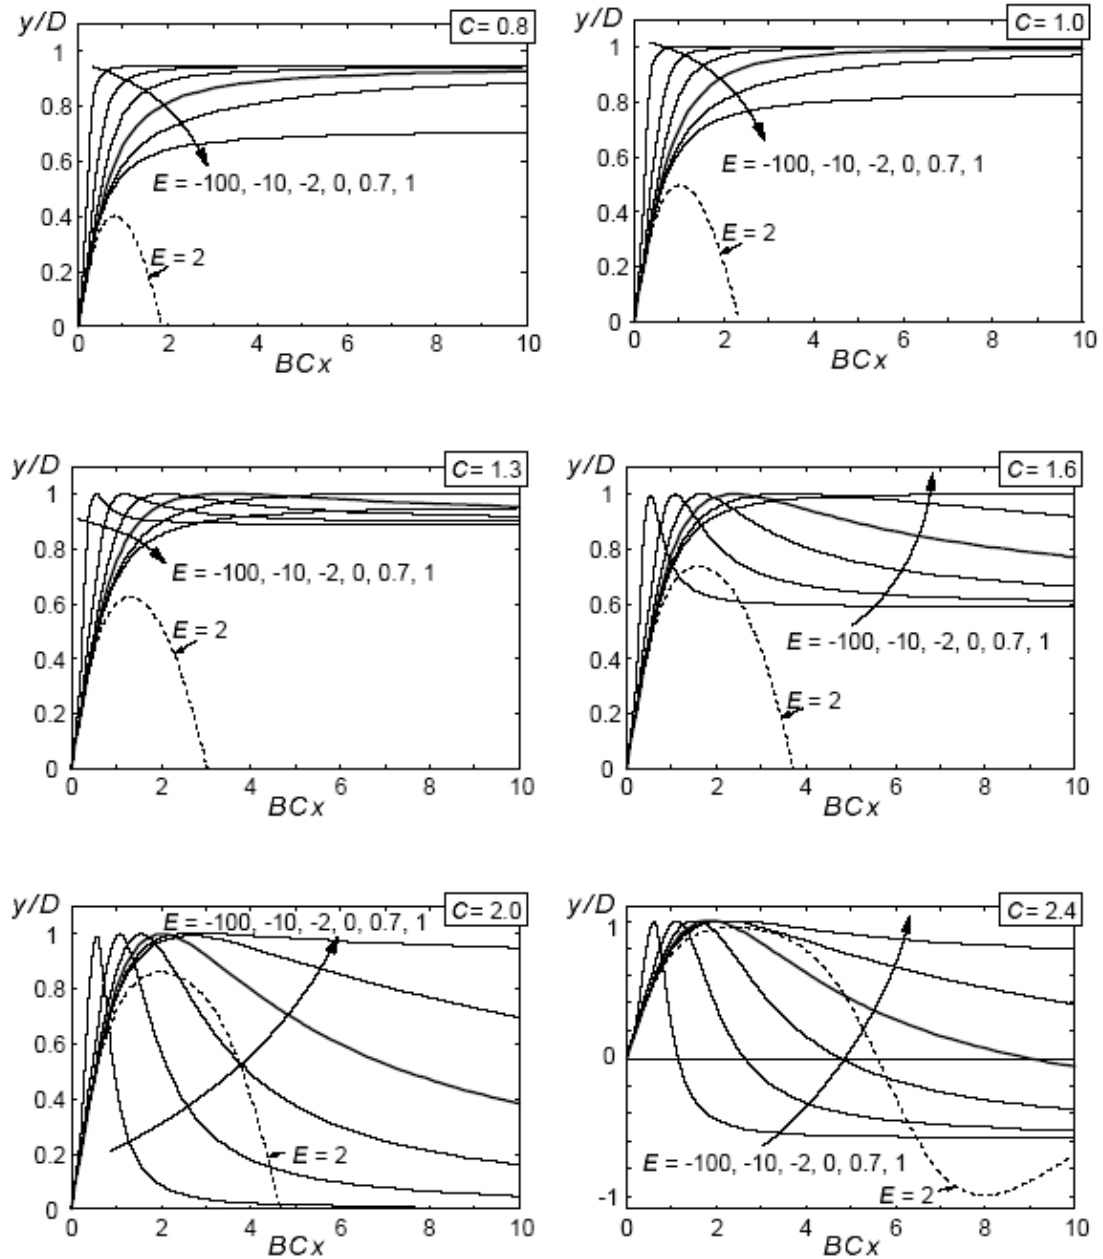 y/D
C = 0.8
1
0.8
0.6
0.4
0.2
0
E = -100, -10, -2, 0, 0.7, 1
E = 2
0 2 4 6 8 10
BCx
y/D
C = 1.0
1
0.8
0.6
0.4
0.2
0
E = -100, -10, -2, 0, 0.7, 1
E = 2
0 2 4 6 8 10
BCx
y/D
C = 1.3
1
0.8
0.6
0.4
0.2
0
E = -100, -10, -2, 0, 0.7, 1
E = 2
0 2 4 6 8 10
BCx
y/D
C = 1.6
1
0.8
0.6
0.4
0.2
0
E = -100, -10, -2, 0, 0.7, 1
E = 2
0 2 4 6 8 10
BCx
y/D
C = 2.0
E = -100, -10, -2, 0, 0.7, 1
1
0.8
0.6
0.4
0.2
0
E = 2
0 2 4 6 8 10
BCx
y/D
C = 2.4
1
0
-1
E = -100, -10, -2, 0, 0.7, 1
E = 2
0 2 4 6 8 10
BCx